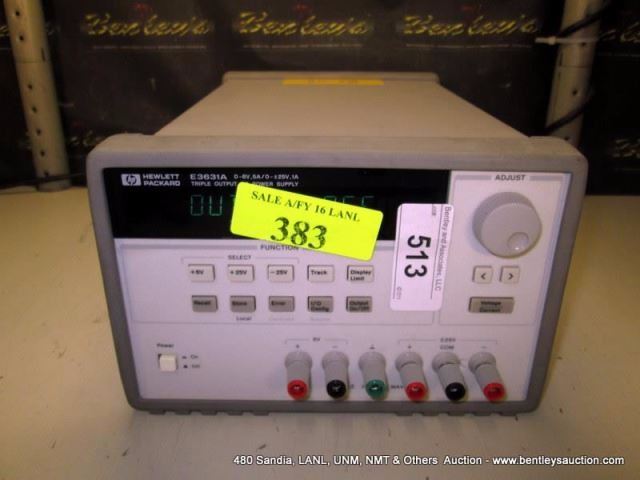 Bentley's
Bentley's
Bentley's
hp HEWLETT PACKARD
E3631A 0-6V,5A/0-±25V,1A
TRIPLE OUTPUT POWER SUPPLY
OUT
SALE A/FY 16 LANL
383
Bentley and Associates, LLC
513
ADJUST
FUNCTION
SELECT
+6V
+25V
-25V
Track
Display Limit
Recall
Store
Error
I/O Config
Output On/Off
Local
< >
Voltage Current
Power
On
Off
6V
±25V
COM
+ - + -
480 Sandia, LANL, UNM, NMT & Others Auction - www.bentleysauction.com